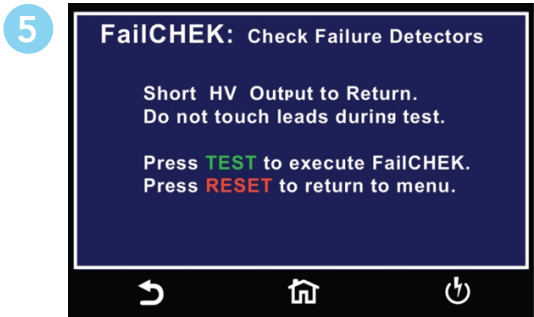 5
FailCHEK: Check Failure Detectors
Short HV Output to Return.
Do not touch leads during test.
Press TEST to execute FailCHEK.
Press RESET to return to menu.